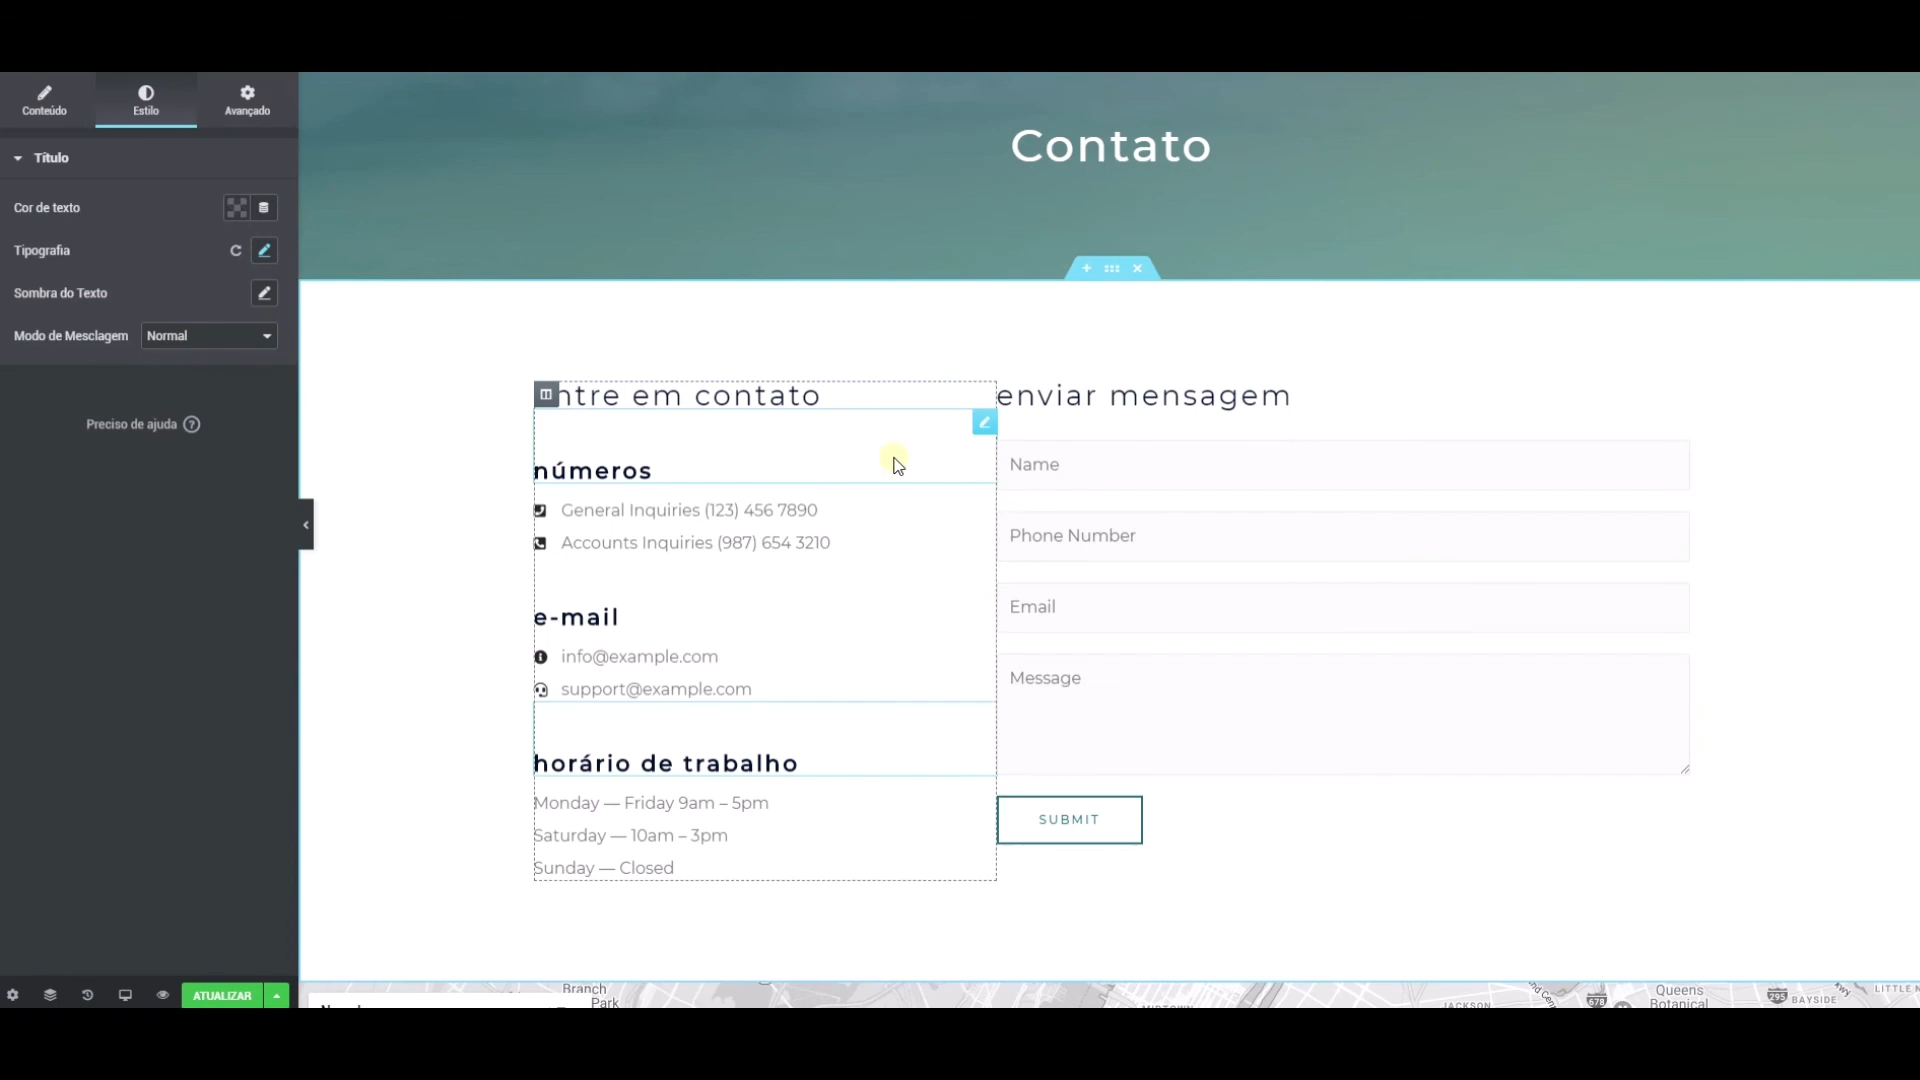 Conteúdo
Estilo
Avançado
Título
Cor de texto
Tipografia
Sombra do Texto
Modo de Mesclagem
Normal
Preciso de ajuda
ATUALIZAR
Contato
ntre em contato
números
General Inquiries (123) 456 7890
Accounts Inquiries (987) 654 3210
e-mail
info@example.com
support@example.com
horário de trabalho
Monday — Friday 9am – 5pm
Saturday — 10am – 3pm
Sunday — Closed
enviar mensagem
Name
Phone Number
Email
Message
SUBMIT
Branch
Park
MIDTOWN
JACKSON
678
Queens
Botanical
295
BAYSIDE
LITTLE N